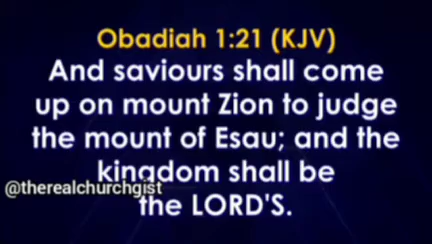 Obadiah 1:21 (KJV)
And saviours shall come
up on mount Zion to judge
the mount of Esau; and the
kingdom shall be
@therealchurchgist
the LORD'S.